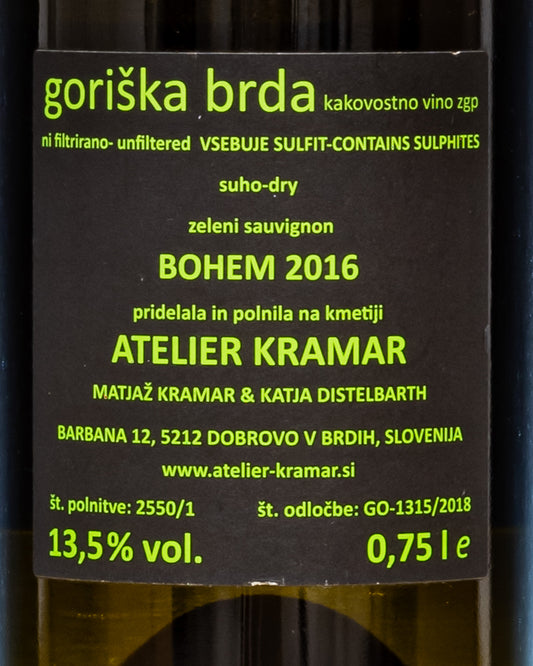 goriška brda kakovostno vino zgp
ni filtrirano- unfiltered VSEBUJE SULFIT-CONTAINS SULPHITES
suho-dry
zeleni sauvignon
BOHEM 2016
pridelala in polnila na kmetiji
ATELIER KRAMAR
MATJAŽ KRAMAR & KATJA DISTELBARTH
BARBANA 12, 5212 DOBROVO V BRDIH, SLOVENIJA
www.atelier-kramar.si
št. polnitve: 2550/1 št. odločbe: GO-1315/2018
13,5% vol. 0,75 l e